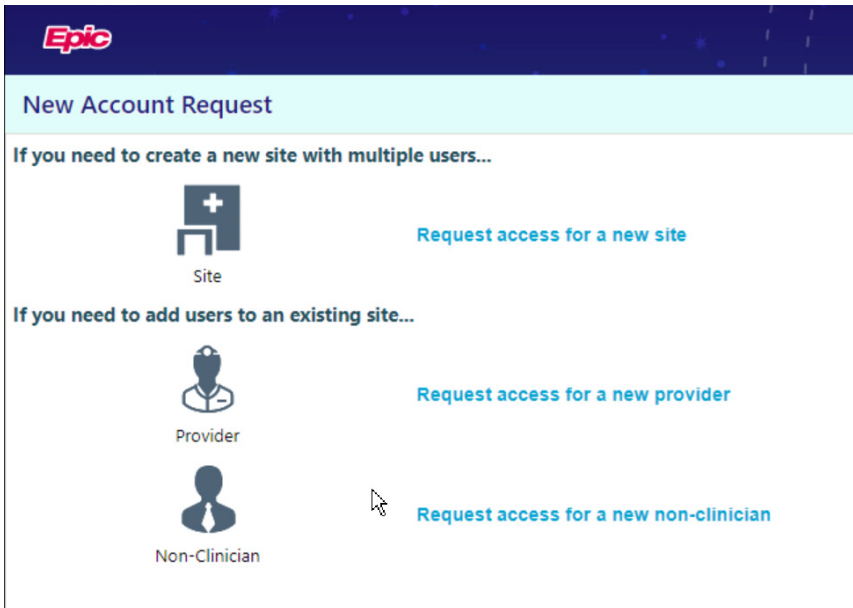 Epic
New Account Request
If you need to create a new site with multiple users...
Request access for a new site
Site
If you need to add users to an existing site...
Request access for a new provider
Provider
Request access for a new non-clinician
Non-Clinician